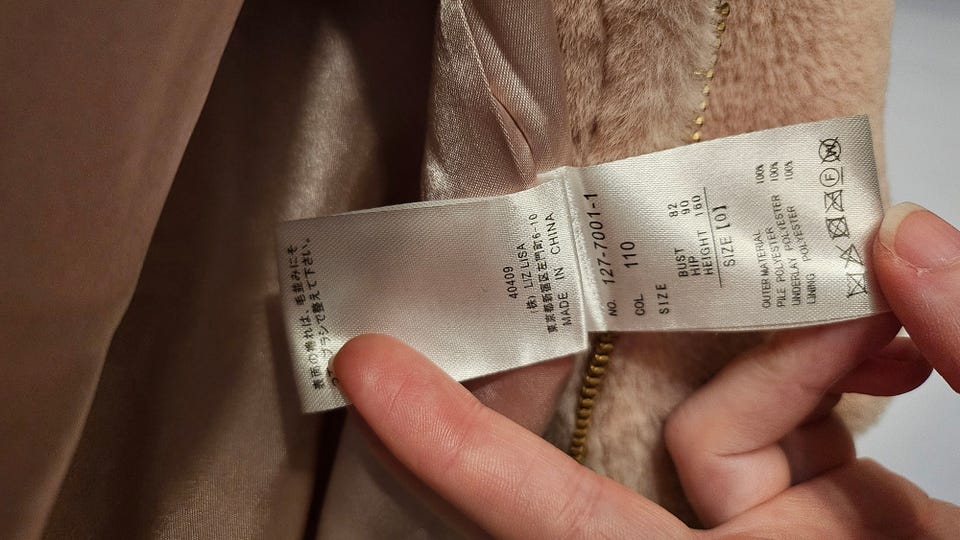 NO. 127-7001-1
COL 110
SIZE
BUST 82
HIP 90
HEIGHT 160
SIZE [0]
OUTER MATERIAL
PILE POLYESTER 100%
UNDERLAY POLYESTER 100%
LINING POLYESTER 100%
F
W
40409
(株) LIZ LISA
東京都新宿区左門町6-10
MADE IN CHINA
表面の捲れは、毛並みにそ
ブラシで整えて下さい。